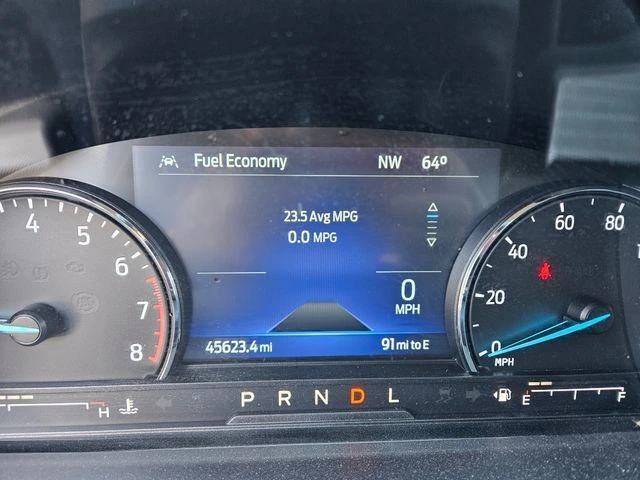 Fuel Economy NW 64°
23.5 Avg MPG
0.0 MPG
0
MPH
45623.4 mi 91 mi to E
4 5 6 7 8
0 20 40 60 80
MPH
H
P R N D L
E F